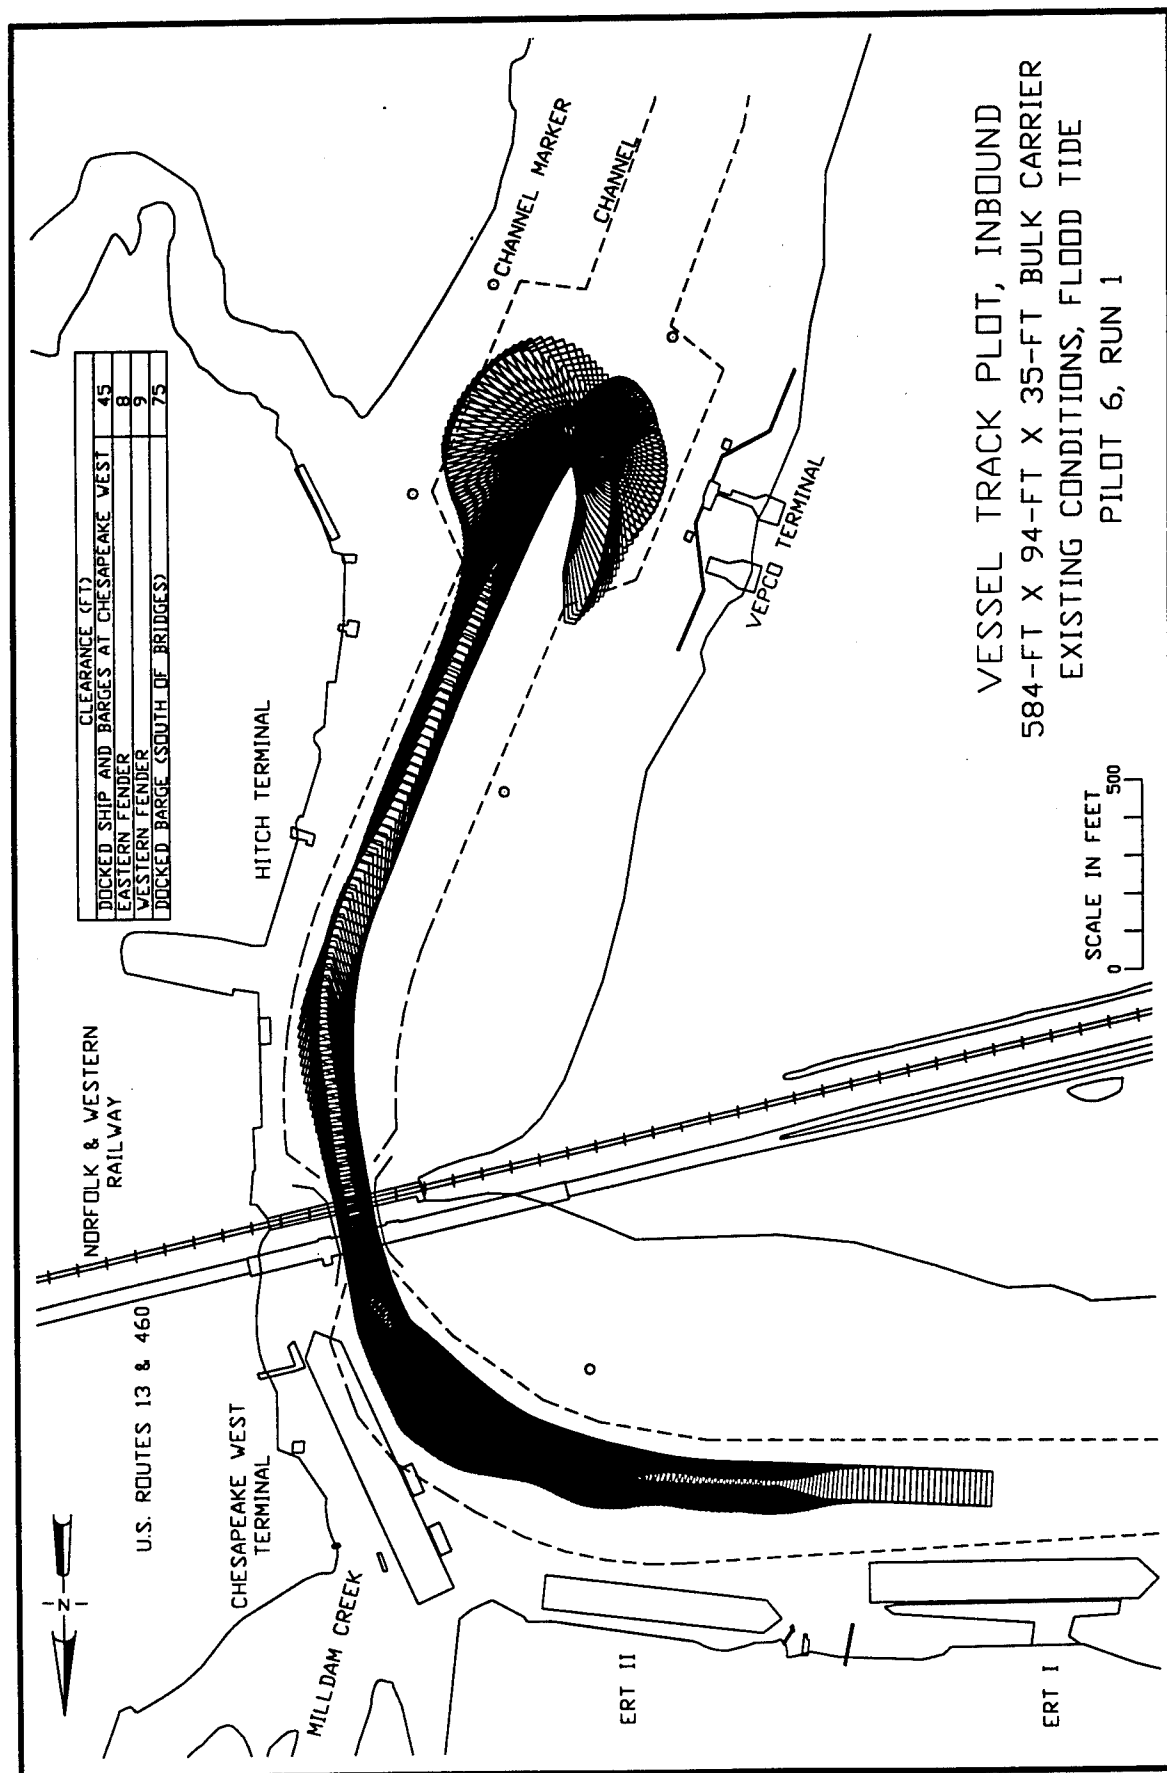 CLEARANCE (FT)
DOCKED SHIP AND BARGES AT CHESAPEAKE WEST 45
EASTERN FENDER 8
WESTERN FENDER 9
DOCKED BARGE (SOUTH OF BRIDGES) 75
CHANNEL MARKER
CHANNEL
HITCH TERMINAL
VEPCO TERMINAL
NORFOLK & WESTERN
RAILWAY
U.S. ROUTES 13 & 460
CHESAPEAKE WEST
TERMINAL
N
MILLDAM CREEK
ERT II
ERT I
SCALE IN FEET
0 500
VESSEL TRACK PLOT, INBOUND
584-FT X 94-FT X 35-FT BULK CARRIER
EXISTING CONDITIONS, FLOOD TIDE
PILOT 6, RUN 1